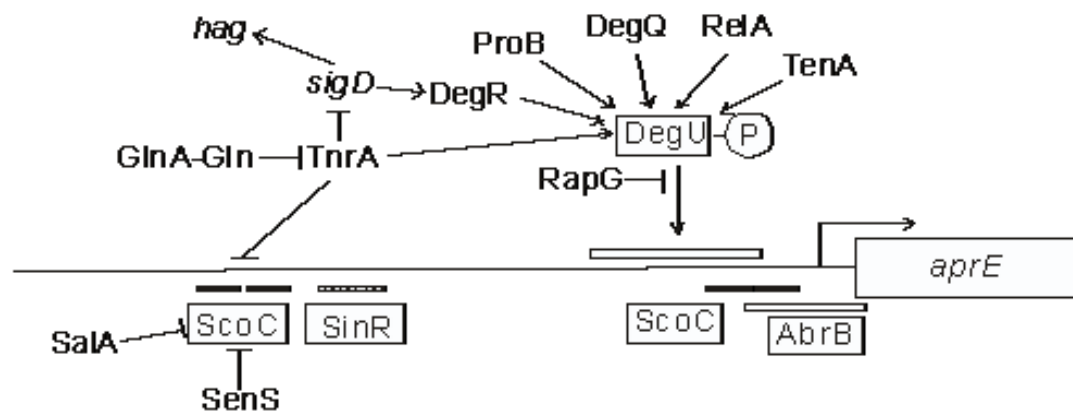 hag
ProB
DegQ
RelA
TenA
sigD
DegR
DegU
P
GlnA-Gln
TnrA
RapG
aprE
ScoC
SinR
ScoC
AbrB
SalA
SenS